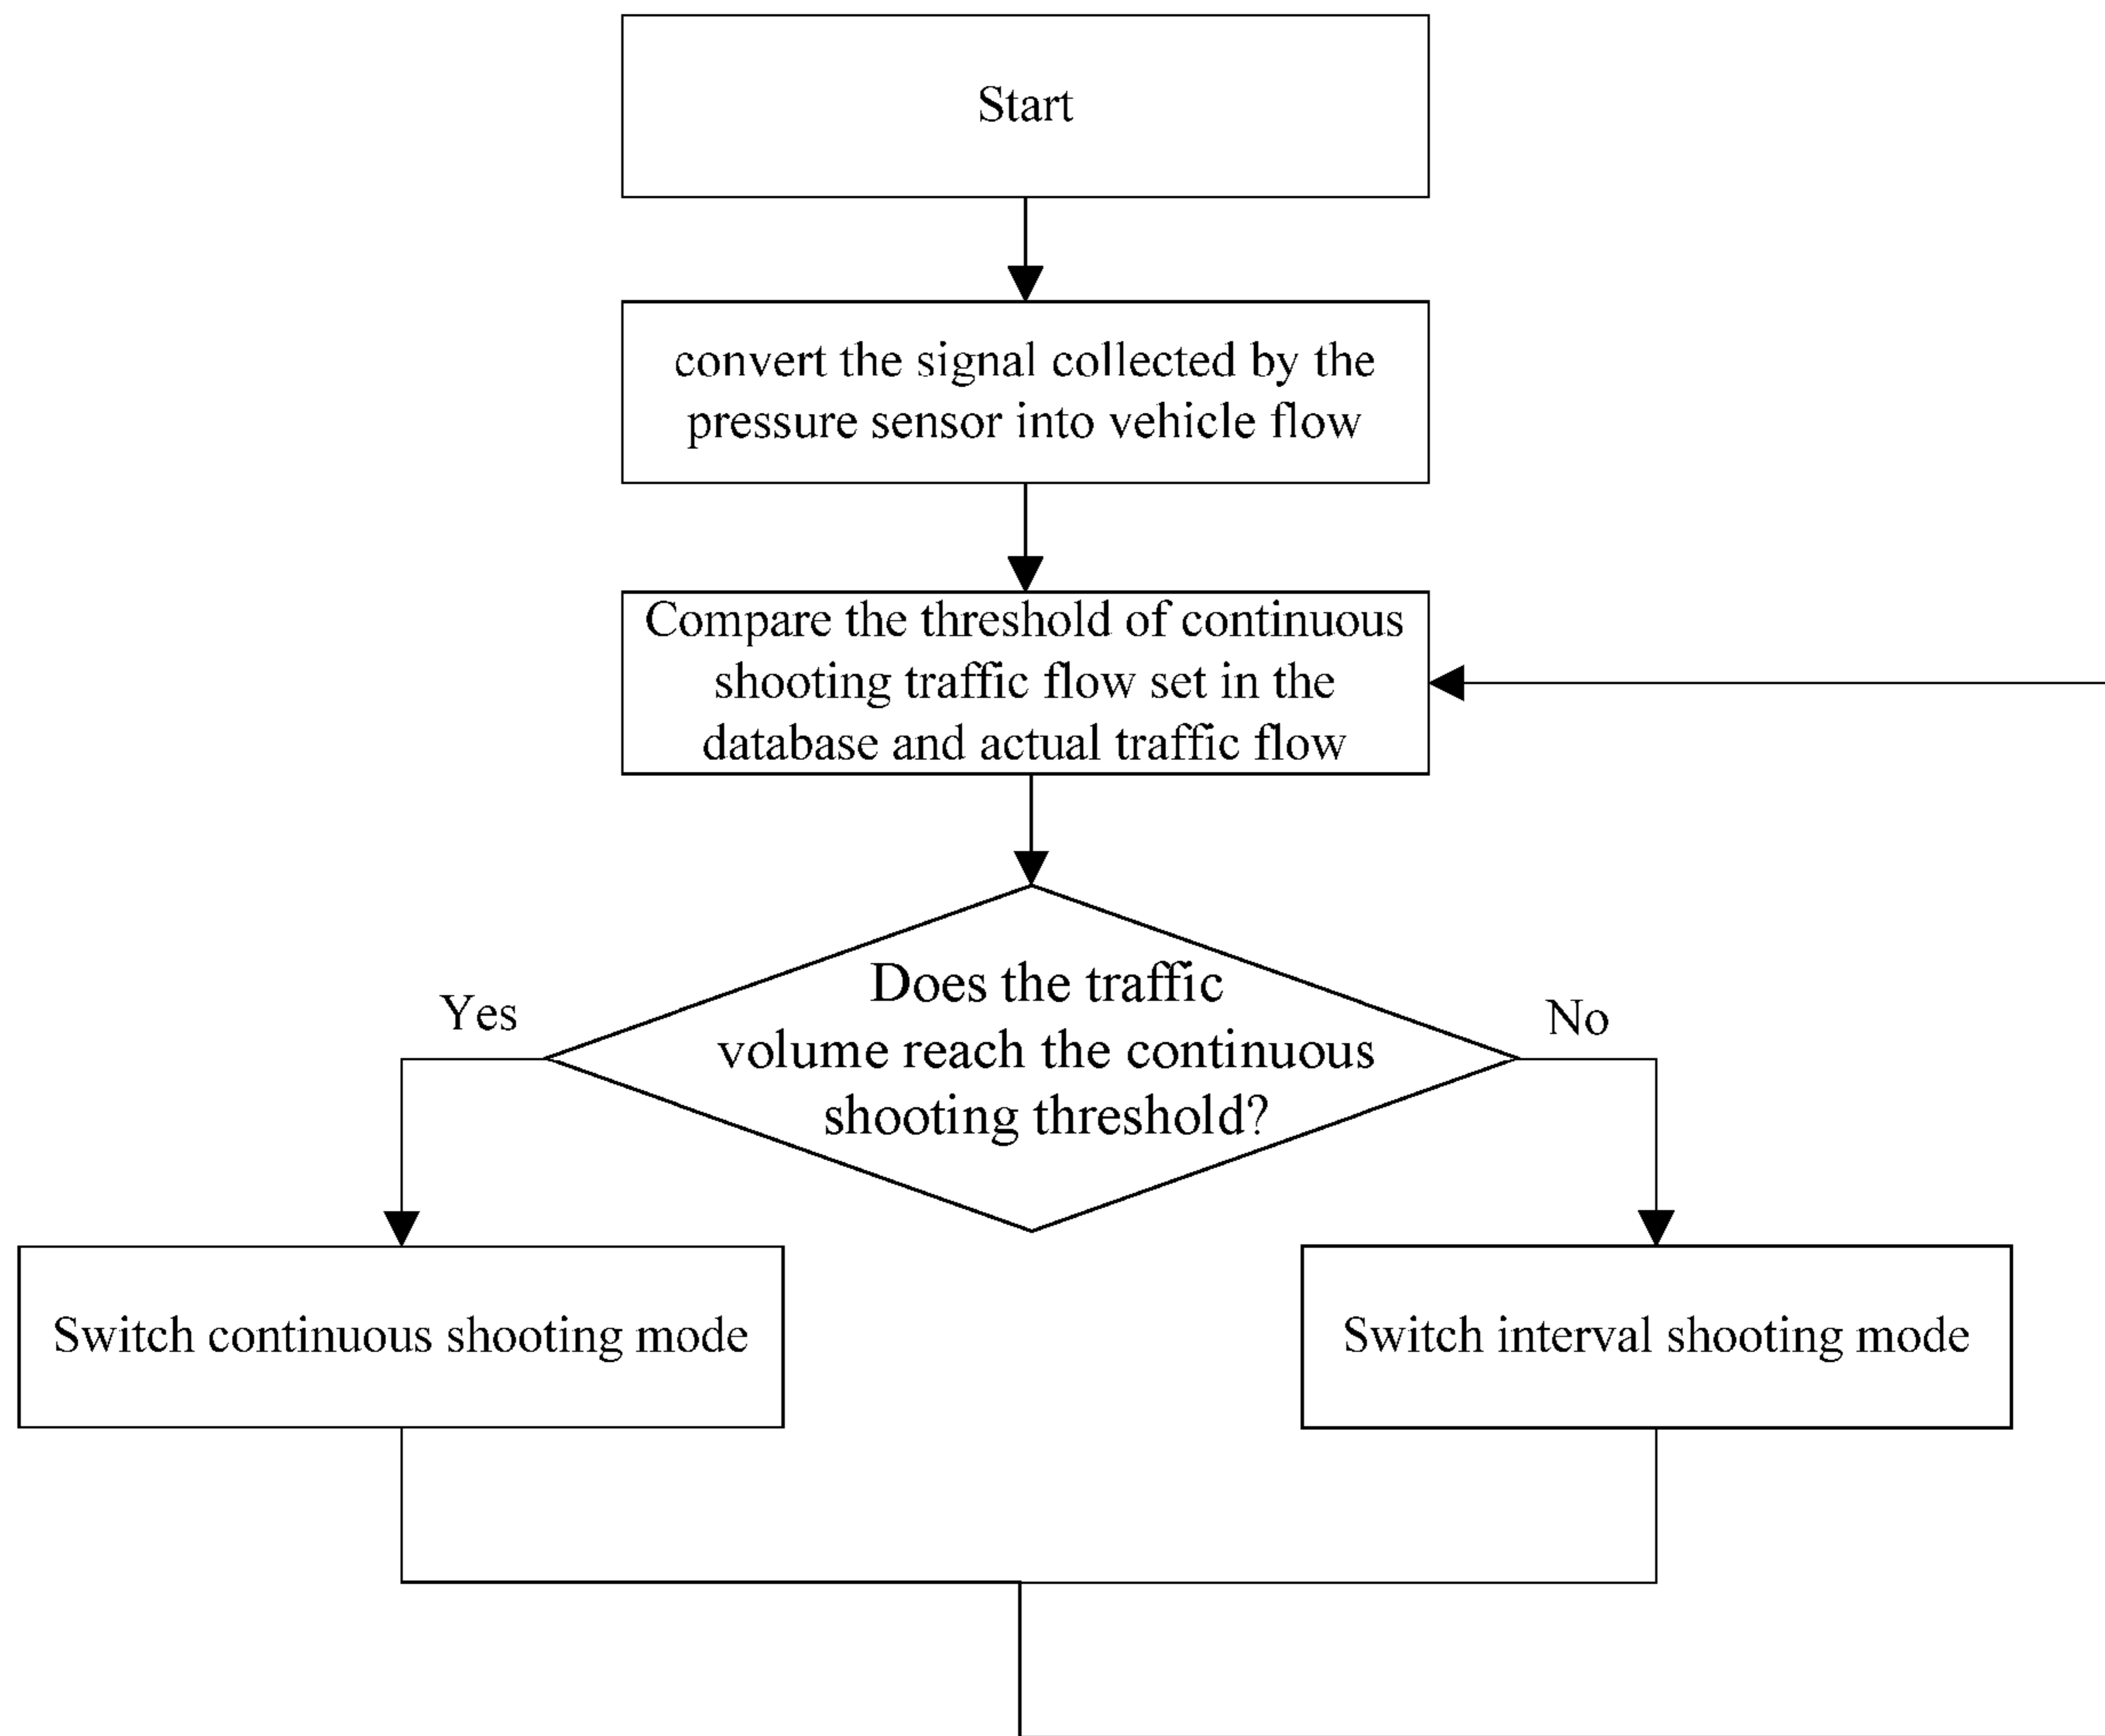 Start
convert the signal collected by the
pressure sensor into vehicle flow
Compare the threshold of continuous
shooting traffic flow set in the
database and actual traffic flow
Does the traffic
volume reach the continuous
shooting threshold?
Yes
No
Switch continuous shooting mode
Switch interval shooting mode